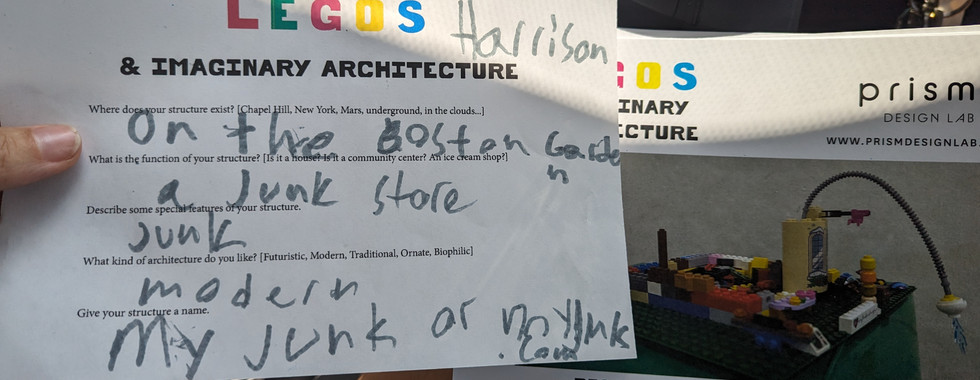 LEGOS
Harrison
& IMAGINARY ARCHITECTURE
Where does your structure exist? [Chapel Hill, New York, Mars, underground, in the clouds...]
On the Boston Garden
What is the function of your structure? [Is it a house? Is it a community center? An ice cream shop?]
a Junk store
Describe some special features of your structure.
Junk
What kind of architecture do you like? [Futuristic, Modern, Traditional, Ornate, Biophilic]
modern
Give your structure a name.
My Junk or myJunk
.com
GOS
INARY
CTURE
prism
DESIGN LAB
WWW.PRISMDESIGNLAB.